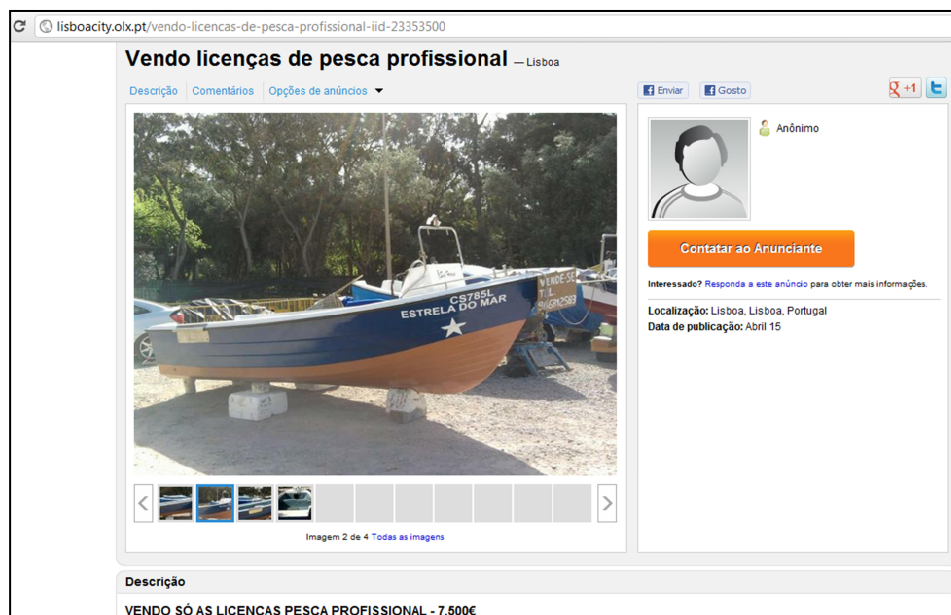 lisboacity.olx.pt/vendo-licencas-de-pesca-profissional-iid-23353500
Vendo licenças de pesca profissional — Lisboa
Descrição Comentários Opções de anúncios
Enviar Gosto +1
Anônimo
VENDE-SE
CS785L
ESTRELA DO MAR
Contatar ao Anunciante
Interessado? Responda a este anúncio para obter mais informações.
Localização: Lisboa, Lisboa, Portugal
Data de publicação: Abril 15
Imagem 2 de 4 Todas as imagens
Descrição
VENDO SÓ AS LICENÇAS PESCA PROFISSIONAL - 7.500€